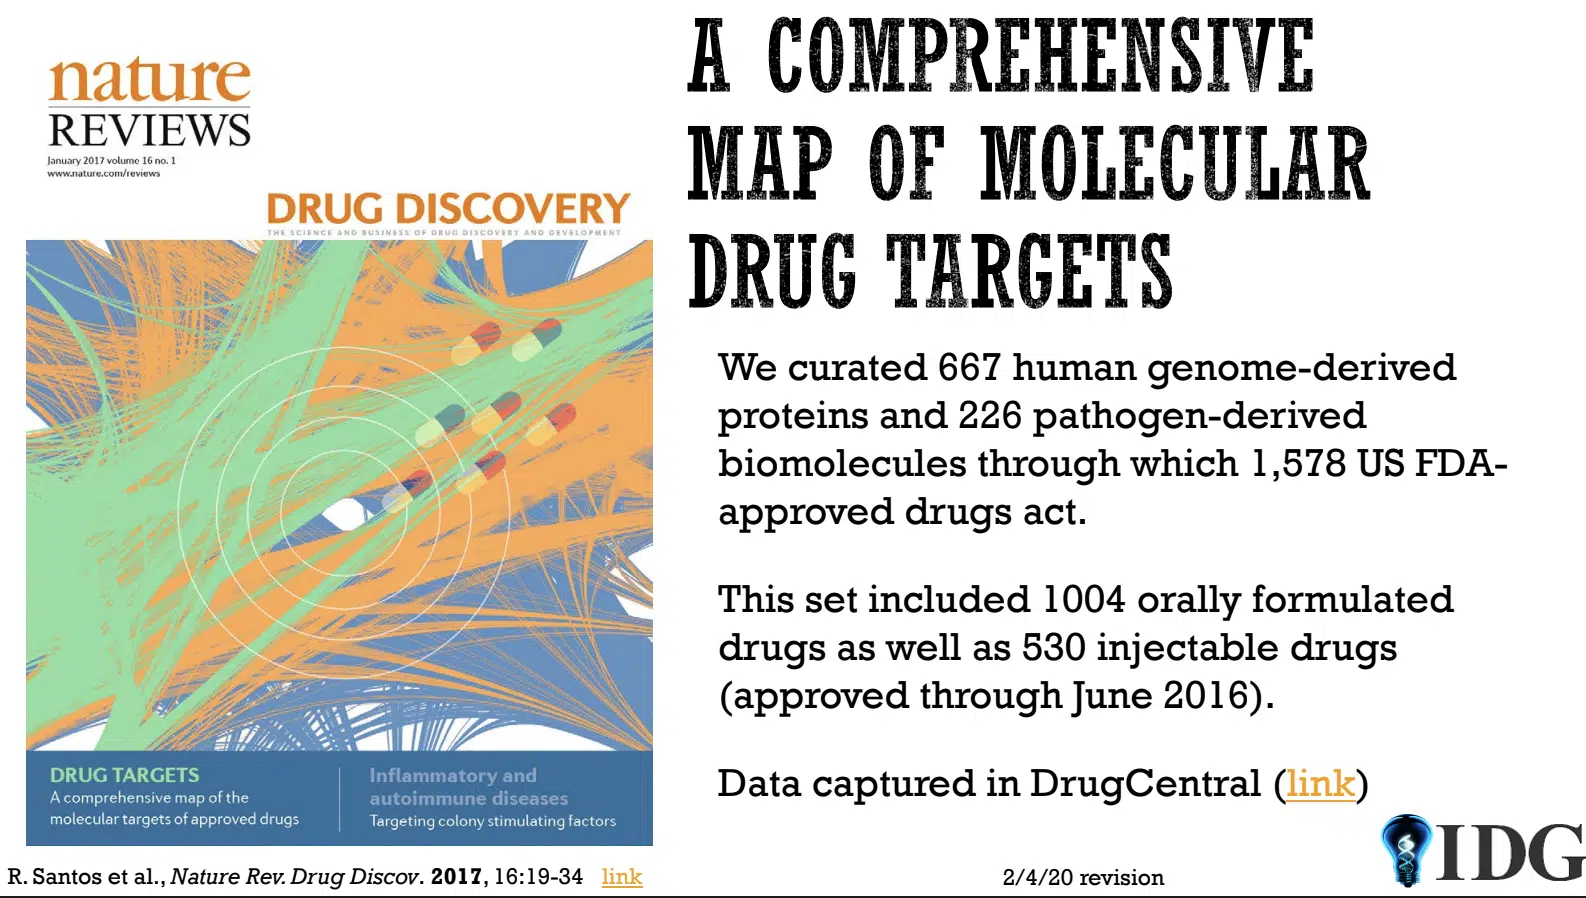 nature
REVIEWS
January 2017 volume 16 no. 1
www.nature.com/reviews
DRUG DISCOVERY
THE SCIENCE AND BUSINESS OF DRUG DISCOVERY AND DEVELOPMENT
DRUG TARGETS
A comprehensive map of the
molecular targets of approved drugs
Inflammatory and
autoimmune diseases
Targeting colony stimulating factors
A COMPREHENSIVE
MAP OF MOLECULAR
DRUG TARGETS
We curated 667 human genome-derived
proteins and 226 pathogen-derived
biomolecules through which 1,578 US FDA-
approved drugs act.
This set included 1004 orally formulated
drugs as well as 530 injectable drugs
(approved through June 2016).
Data captured in DrugCentral (link)
IDG
R. Santos et al., Nature Rev. Drug Discov. 2017, 16:19-34 link
2/4/20 revision